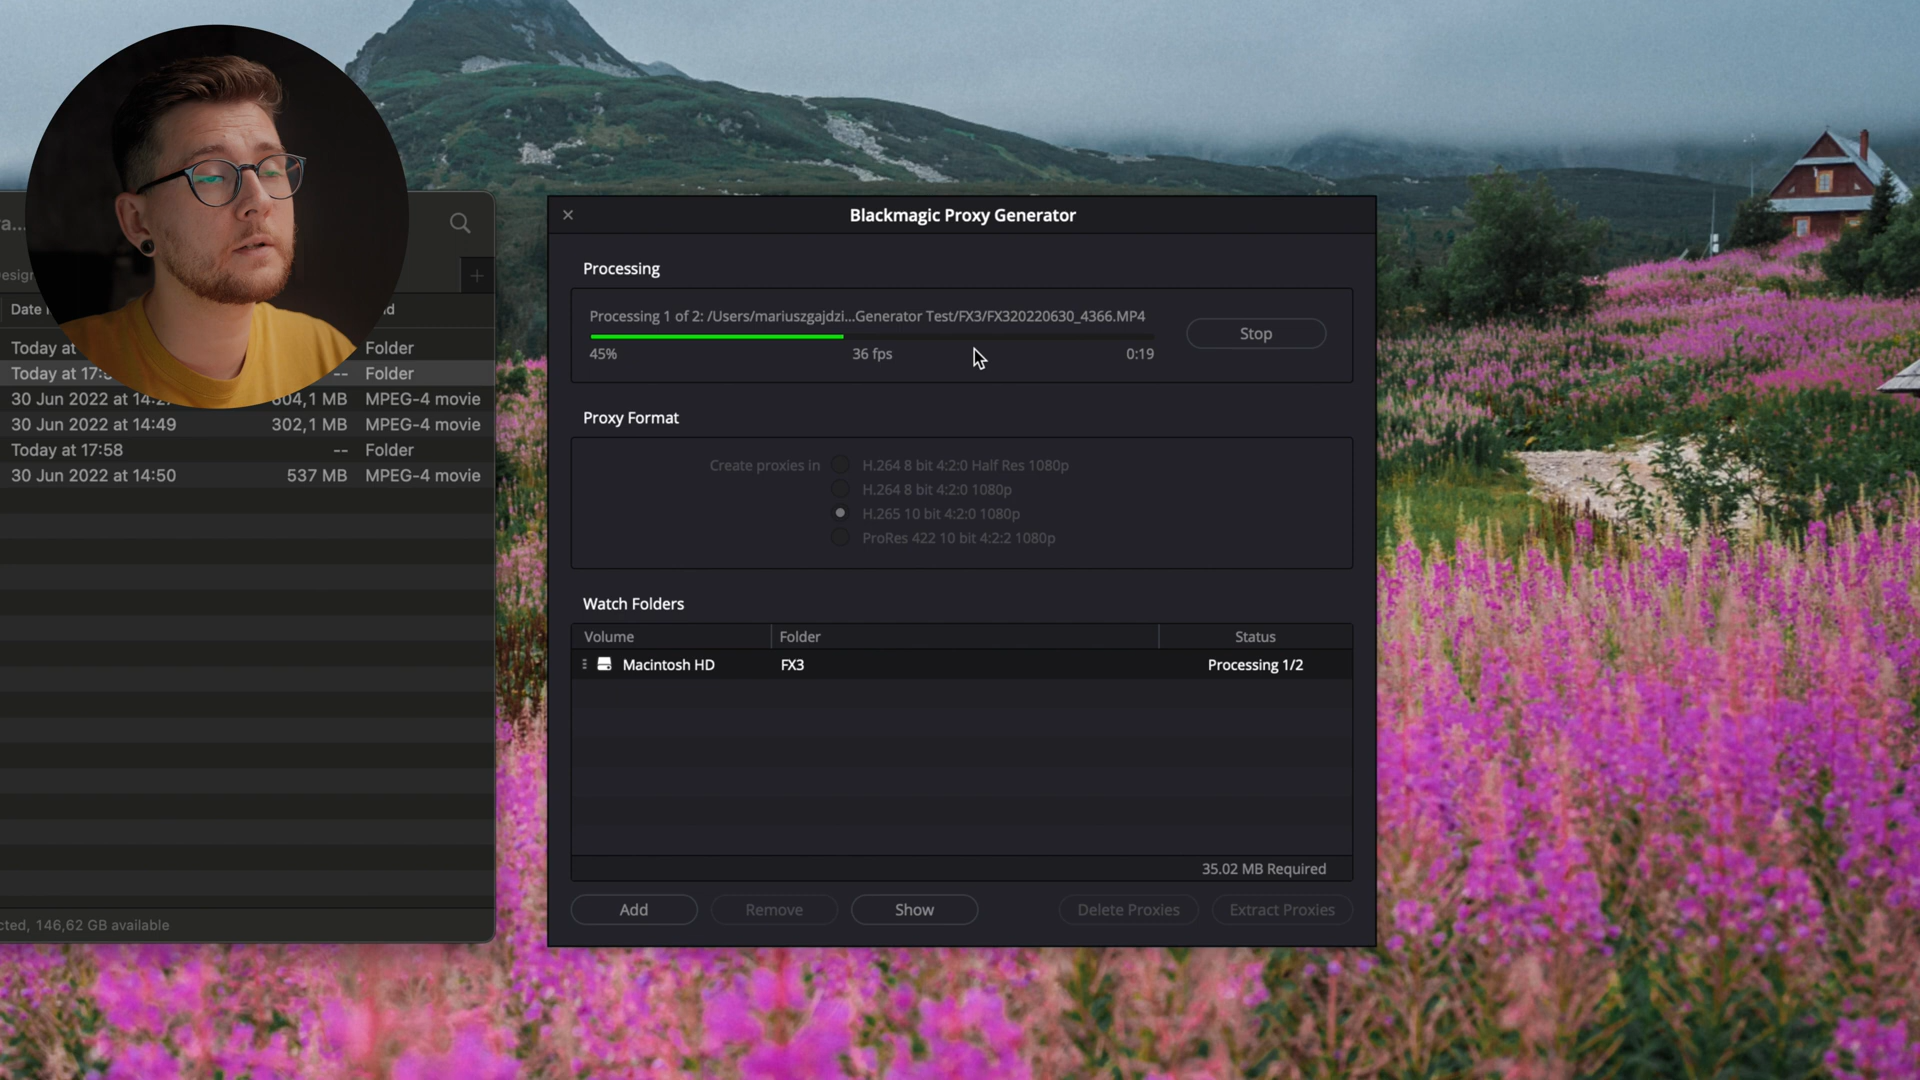 Blackmagic Proxy Generator
Processing
Processing 1 of 2: /Users/mariuszgajdzi...Generator Test/FX3/FX320220630_4366.MP4
Stop
45% 36 fps 0:19
Proxy Format
Create proxies in H.264 8 bit 4:2:0 Half Res 1080p
H.264 8 bit 4:2:0 1080p
H.265 10 bit 4:2:0 1080p
ProRes 422 10 bit 4:2:2 1080p
Watch Folders
Volume Folder Status
Macintosh HD FX3 Processing 1/2
35.02 MB Required
Add Remove Show Delete Proxies Extract Proxies
Date
Today at Folder
Today at -- Folder
30 Jun 2022 at MPEG-4 movie
30 Jun 2022 at 14:49 302,1 MB MPEG-4 movie
Today at 17:58 -- Folder
30 Jun 2022 at 14:50 537 MB MPEG-4 movie
146,62 GB available